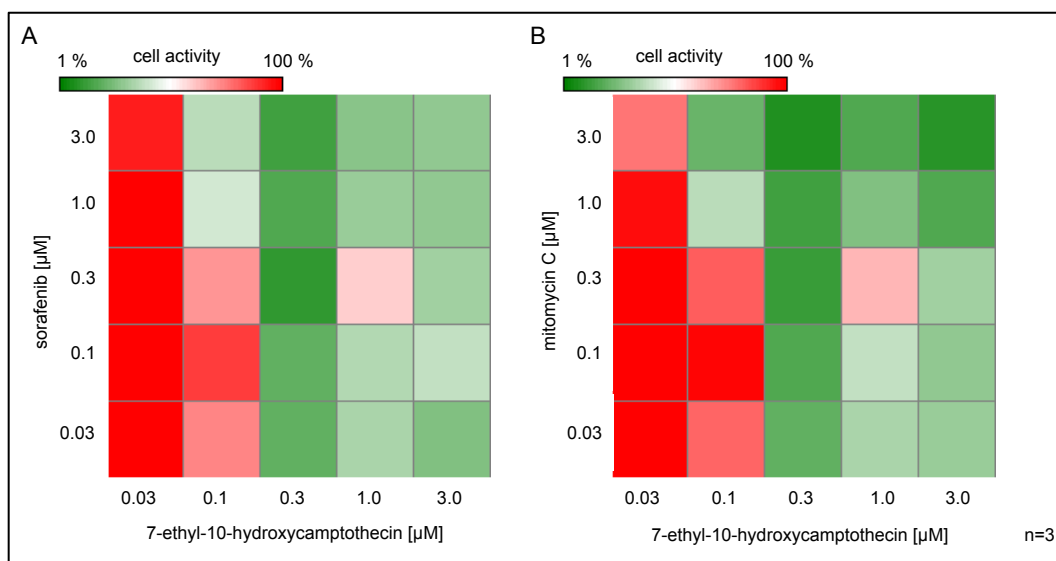 A
1 % cell activity 100 %
sorafenib [µM]
3.0
1.0
0.3
0.1
0.03
0.03 0.1 0.3 1.0 3.0
7-ethyl-10-hydroxycamptothecin [µM]
B
1 % cell activity 100 %
mitomycin C [µM]
3.0
1.0
0.3
0.1
0.03
0.03 0.1 0.3 1.0 3.0
7-ethyl-10-hydroxycamptothecin [µM]
n=3